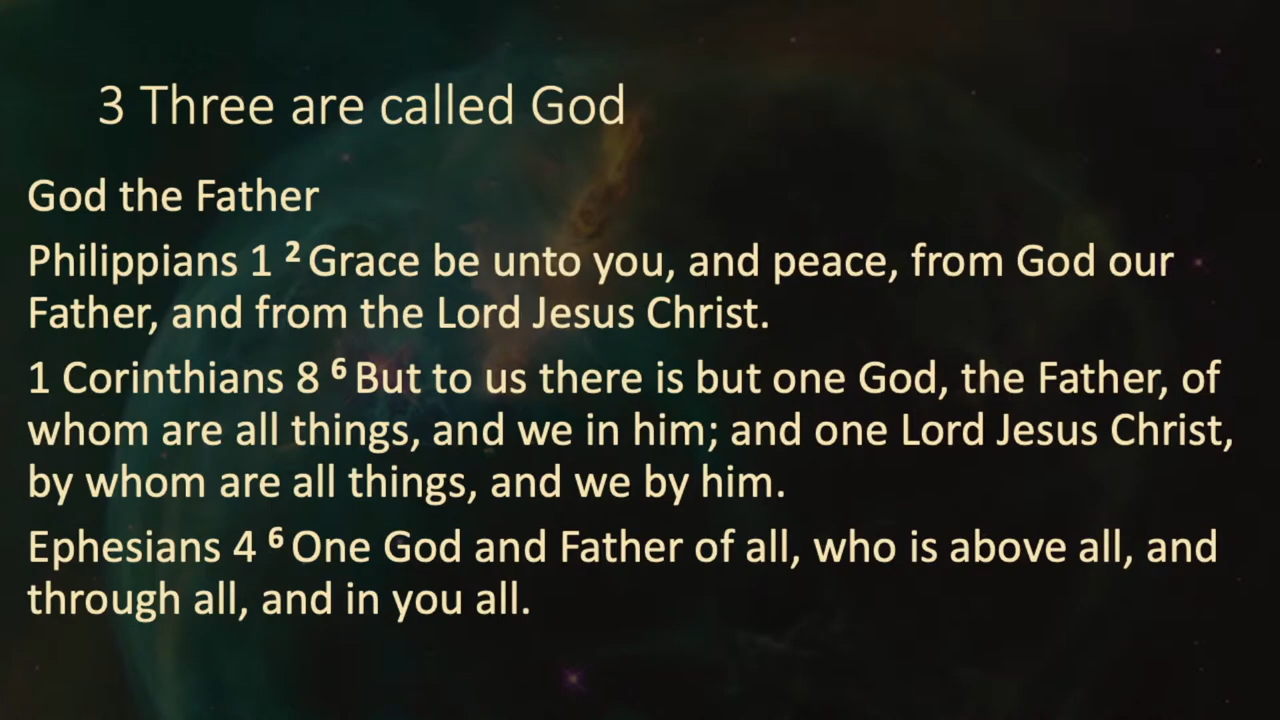 3 Three are called God
God the Father
Philippians 1 ² Grace be unto you, and peace, from God our
Father, and from the Lord Jesus Christ.
1 Corinthians 8 ⁶ But to us there is but one God, the Father, of
whom are all things, and we in him; and one Lord Jesus Christ,
by whom are all things, and we by him.
Ephesians 4 ⁶ One God and Father of all, who is above all, and
through all, and in you all.